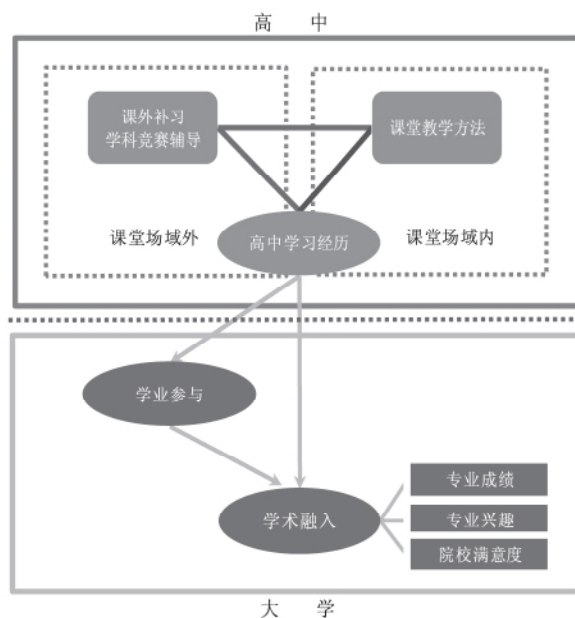 高 中
课外补习
学科竞赛辅导
课堂教学方法
课堂场域外
高中学习经历
课堂场域内
学业参与
学术融入
专业成绩
专业兴趣
院校满意度
大 学